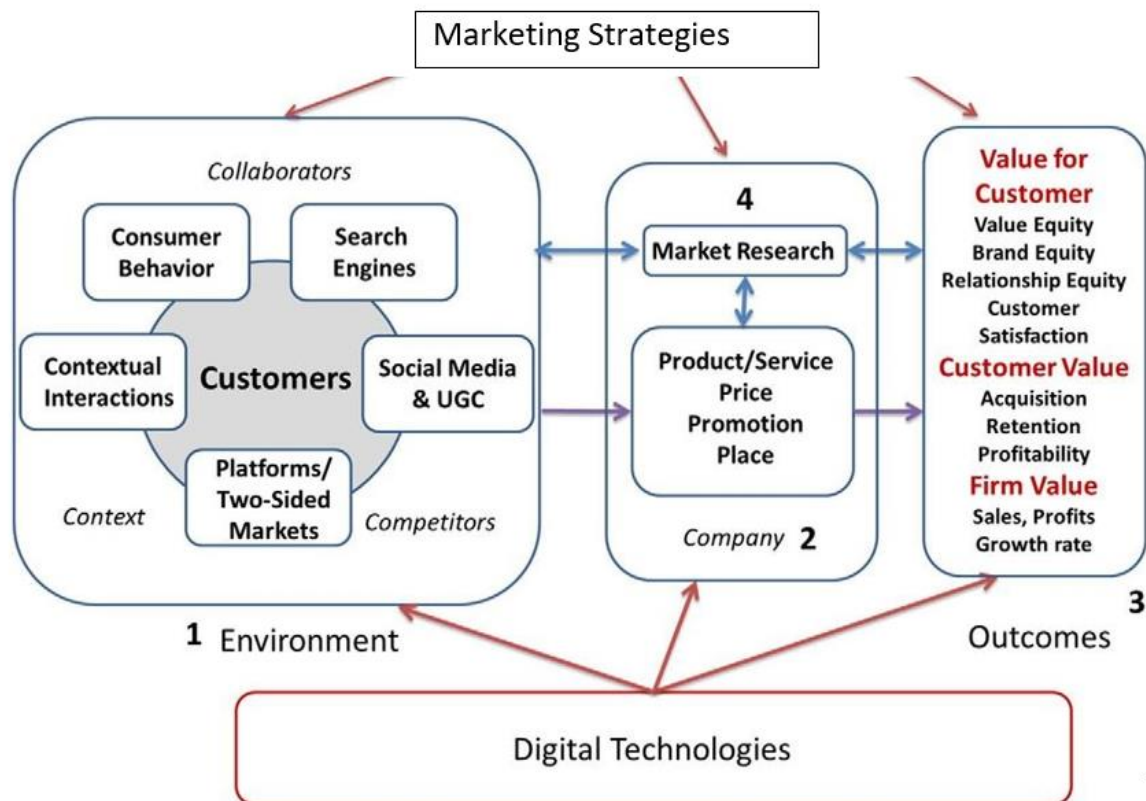 Marketing Strategies
Collaborators
Consumer
Behavior
Search
Engines
Contextual
Interactions
Customers
Social Media
& UGC
Platforms/
Two-Sided
Markets
Context
Competitors
1 Environment
4
Market Research
Product/Service
Price
Promotion
Place
Company 2
Value for
Customer
Value Equity
Brand Equity
Relationship Equity
Customer
Satisfaction
Customer Value
Acquisition
Retention
Profitability
Firm Value
Sales, Profits
Growth rate
3
Outcomes
Digital Technologies